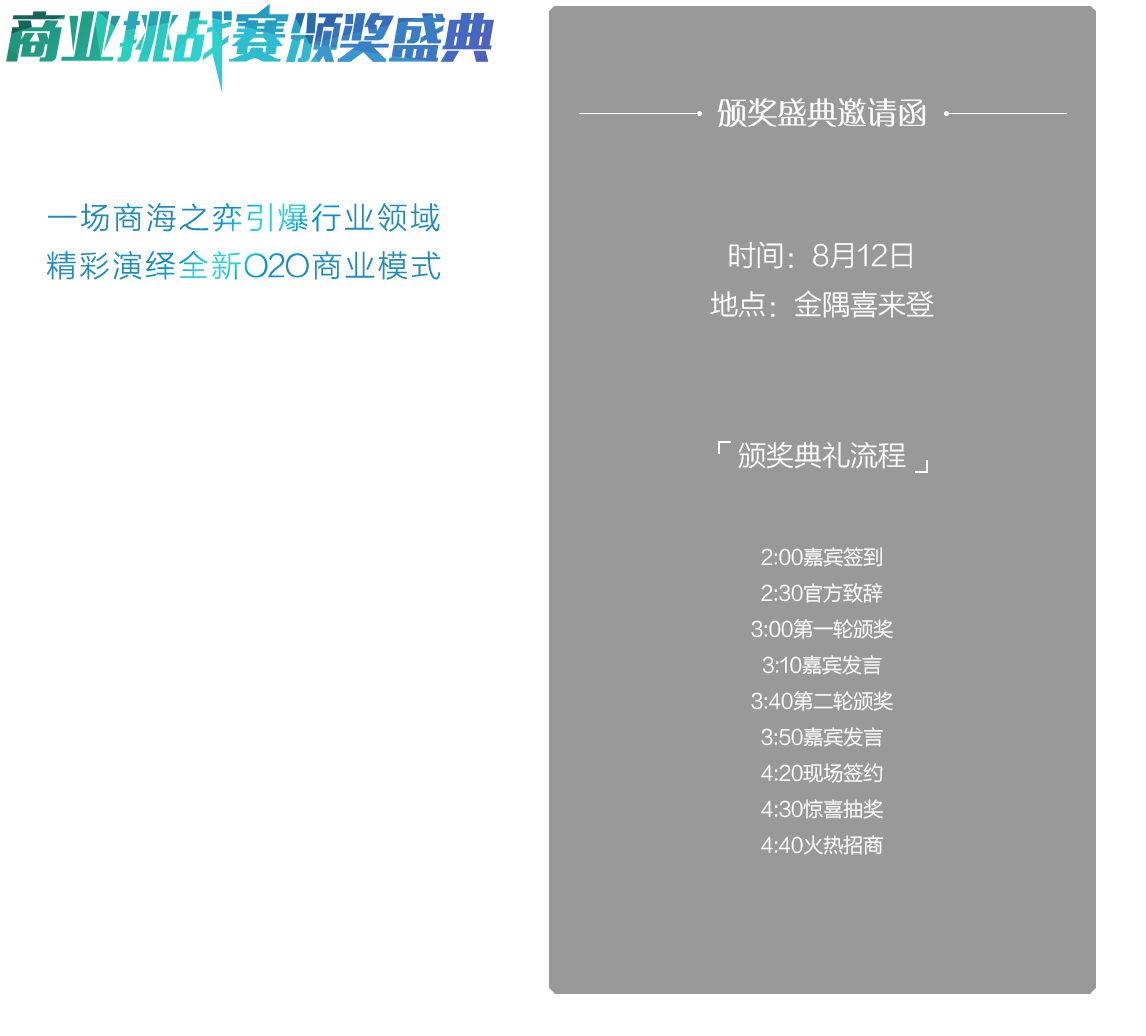 商业挑战赛颁奖盛典
一场商海之弈引爆行业领域
精彩演绎全新O2O商业模式
颁奖盛典邀请函
时间：8月12日
地点：金隅喜来登
「颁奖典礼流程」
2:00嘉宾签到
2:30官方致辞
3:00第一轮颁奖
3:10嘉宾发言
3:40第二轮颁奖
3:50嘉宾发言
4:20现场签约
4:30惊喜抽奖
4:40火热招商